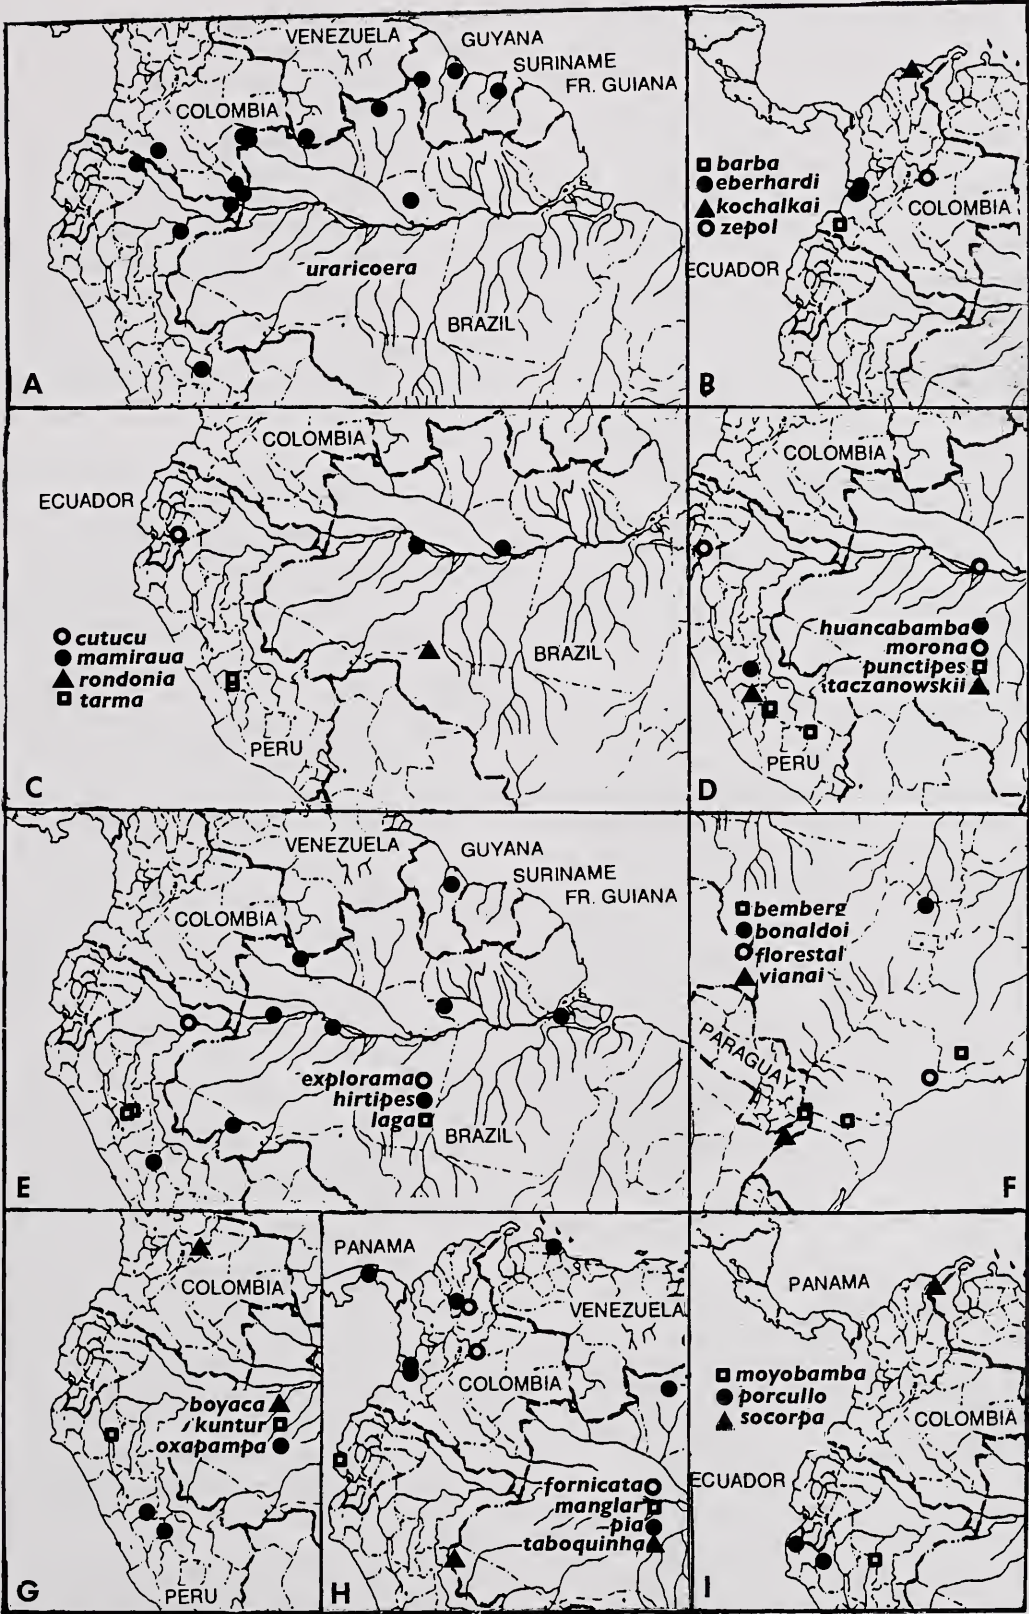 VENEZUELA
GUYANA
SURINAME
FR. GUIANA
COLOMBIA
uraricoera
BRAZIL
A
barba
eberhardi
kochalkai
zepol
COLOMBIA
ECUADOR
B
COLOMBIA
ECUADOR
cutucu
mamiraua
rondonia
tarma
BRAZIL
PERU
C
COLOMBIA
huancabamba
morona
punctipes
taczanowskii
PERU
D
VENEZUELA
GUYANA
SURINAME
FR. GUIANA
COLOMBIA
explorama
hirtipes
laga
BRAZIL
E
bemberg
bonaldoi
florestal
vianai
PARAGUAY
F
COLOMBIA
boyaca
kuntur
oxapampa
PERU
G
PANAMA
VENEZUELA
COLOMBIA
fornicata
manglar
pia
taboquinha
H
PANAMA
moyobamba
porcullo
socorpa
COLOMBIA
ECUADOR
I